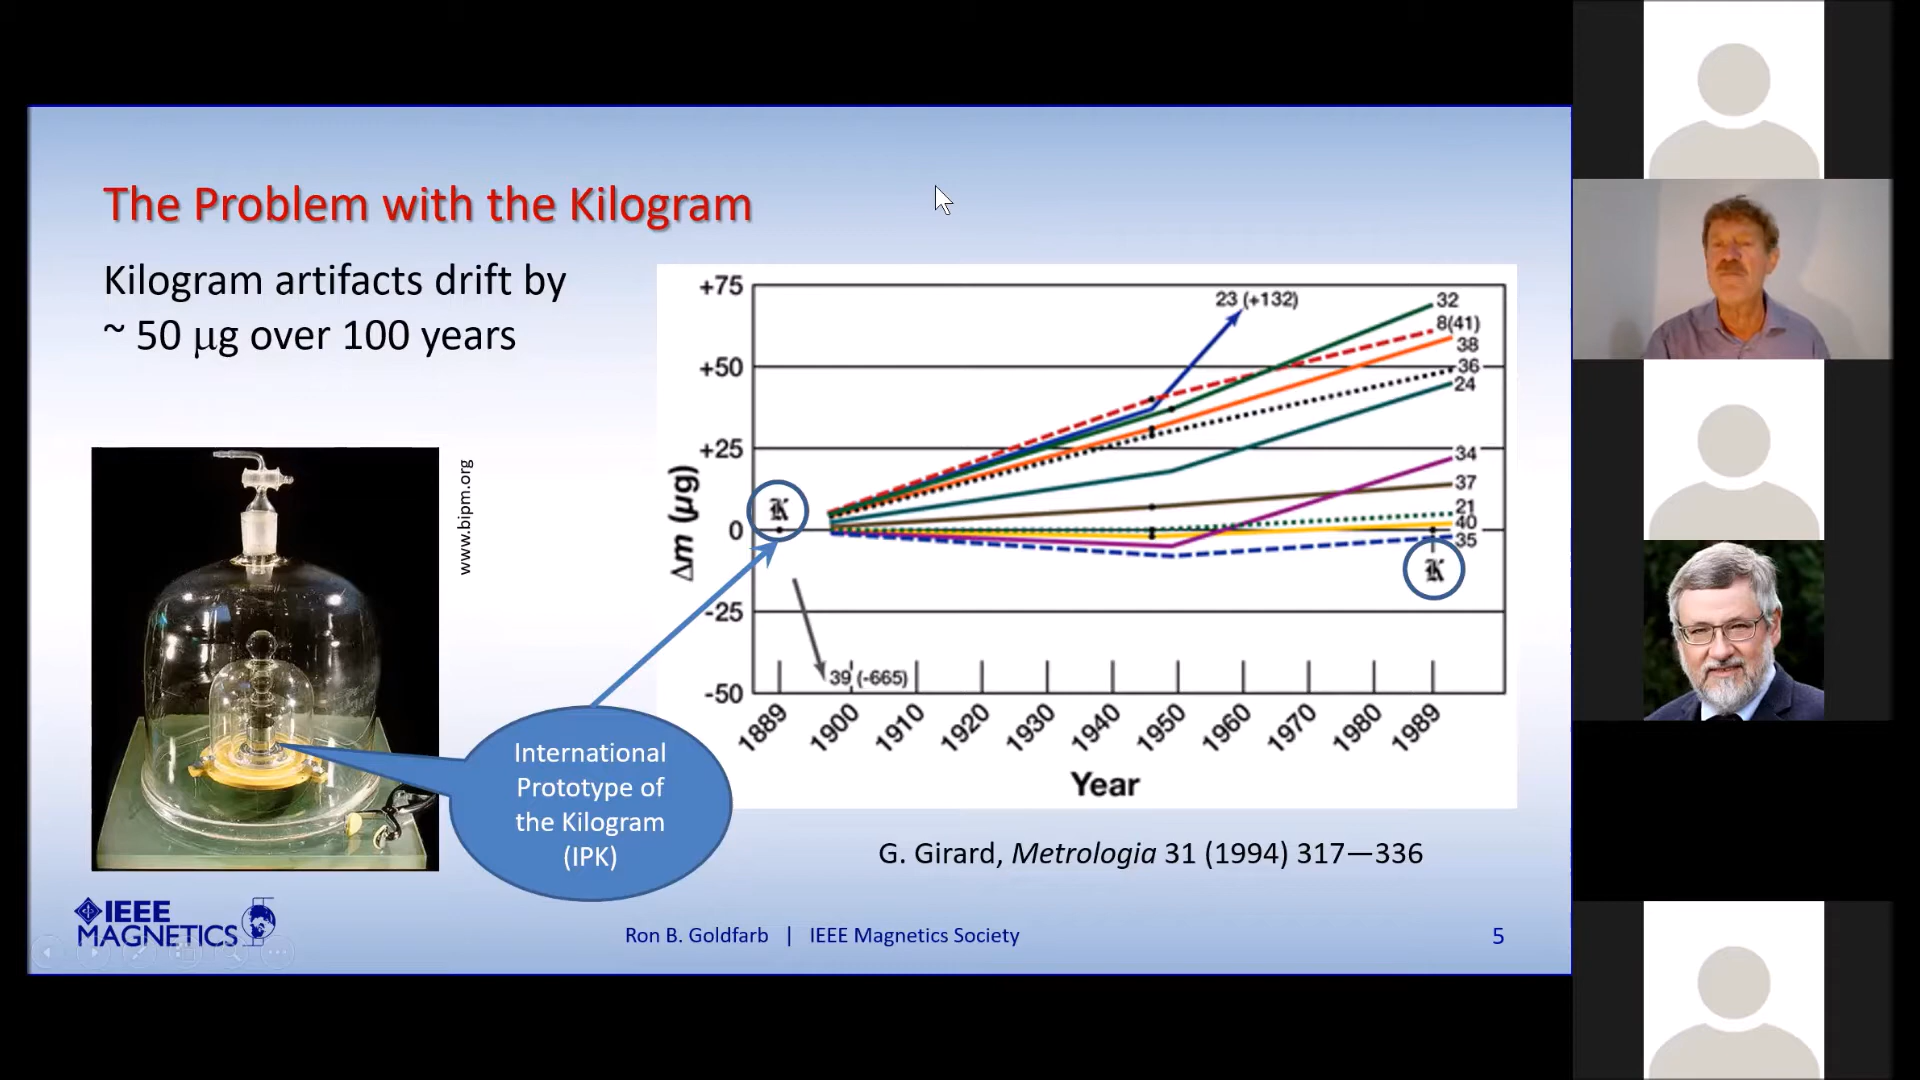 The Problem with the Kilogram
Kilogram artifacts drift by
~ 50 μg over 100 years
www.bipm.org
International
Prototype of
the Kilogram
(IPK)
Δm (μg)
+75
+50
+25
0
-25
-50
𝔎
23 (+132)
39 (-665)
32
8(41)
38
36
24
34
37
21
40
35
𝔎
1889
1900
1910
1920
1930
1940
1950
1960
1970
1980
1989
Year
G. Girard, Metrologia 31 (1994) 317—336
IEEE
MAGNETICS
Ron B. Goldfarb | IEEE Magnetics Society
5